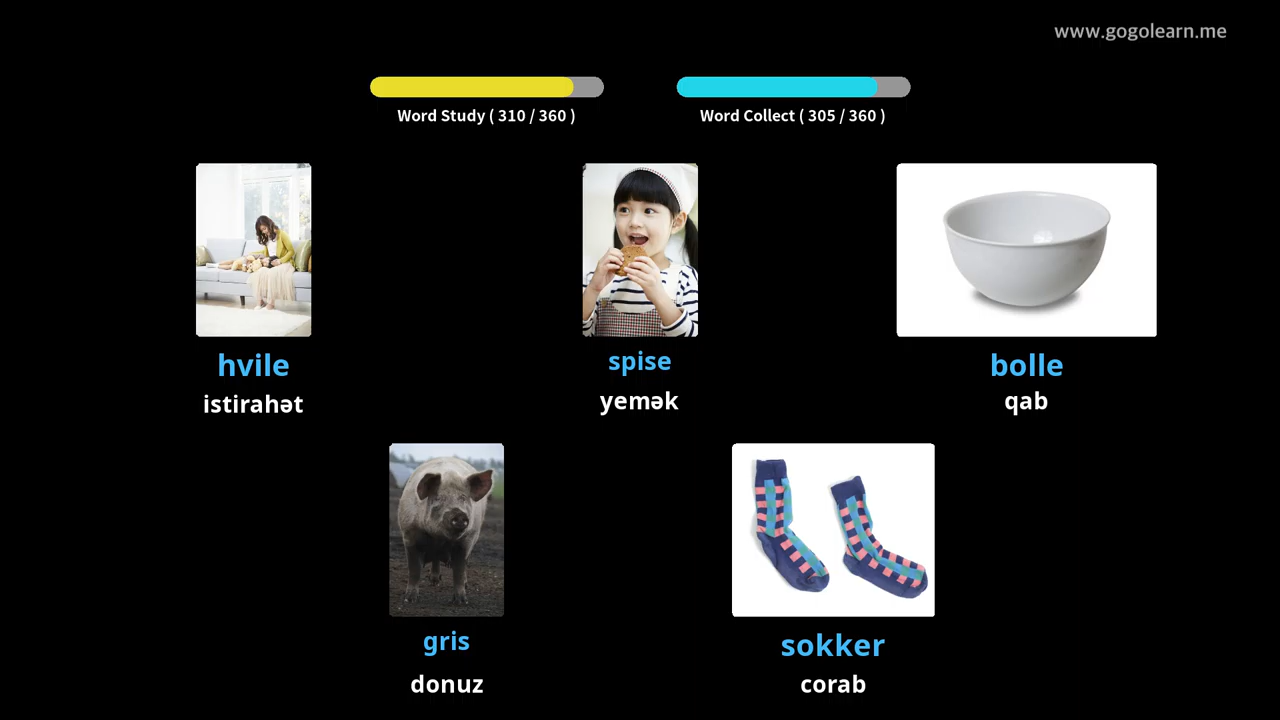 www.gogolearn.me
Word Study ( 310 / 360 )
Word Collect ( 305 / 360 )
hvile
istirahət
spise
yemək
bolle
qab
gris
donuz
sokker
corab